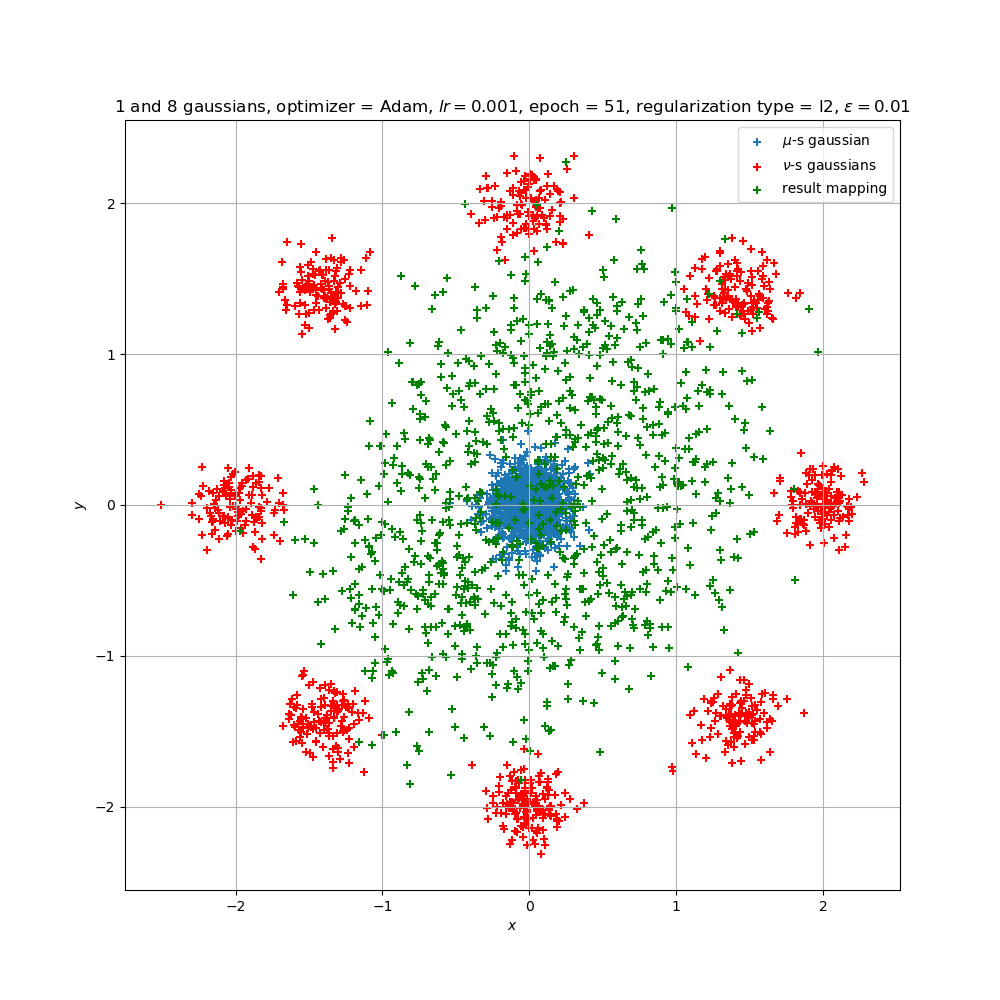 1 and 8 gaussians, optimizer = Adam, lr = 0.001, epoch = 51, regularization type = l2, ε = 0.01
μ-s gaussian
ν-s gaussians
result mapping
2
1
0
−1
−2
y
−2 −1 0 1 2
x